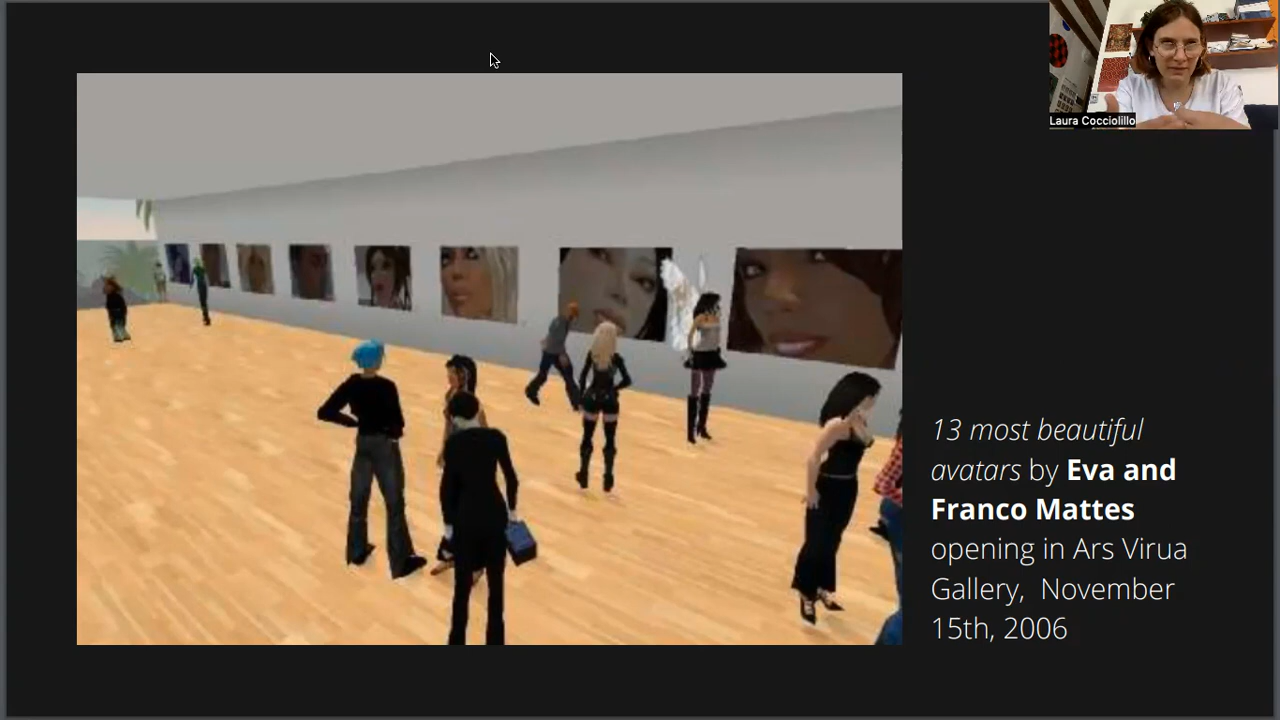 Laura Cocciolillo
13 most beautiful
avatars by Eva and
Franco Mattes
opening in Ars Virua
Gallery, November
15th, 2006